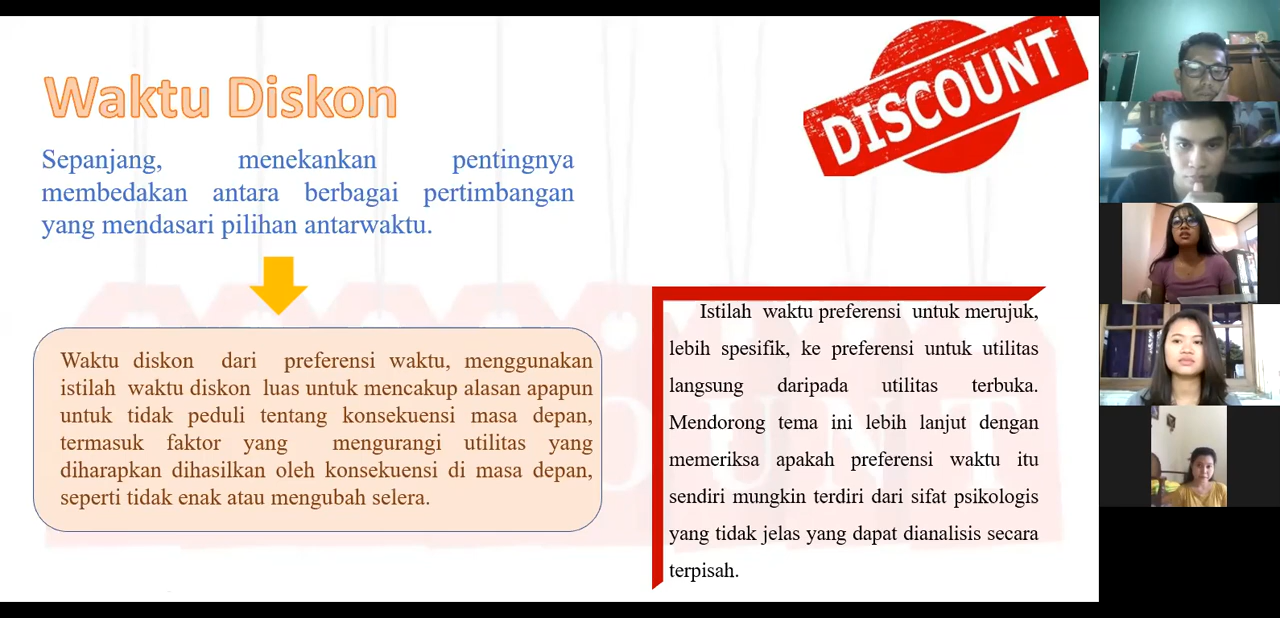 Waktu Diskon
DISCOUNT
Sepanjang, menekankan pentingnya
membedakan antara berbagai pertimbangan
yang mendasari pilihan antarwaktu.
Waktu diskon dari preferensi waktu, menggunakan
istilah waktu diskon luas untuk mencakup alasan apapun
untuk tidak peduli tentang konsekuensi masa depan,
termasuk faktor yang mengurangi utilitas yang
diharapkan dihasilkan oleh konsekuensi di masa depan,
seperti tidak enak atau mengubah selera.
Istilah waktu preferensi untuk merujuk,
lebih spesifik, ke preferensi untuk utilitas
langsung daripada utilitas terbuka.
Mendorong tema ini lebih lanjut dengan
memeriksa apakah preferensi waktu itu
sendiri mungkin terdiri dari sifat psikologis
yang tidak jelas yang dapat dianalisis secara
terpisah.